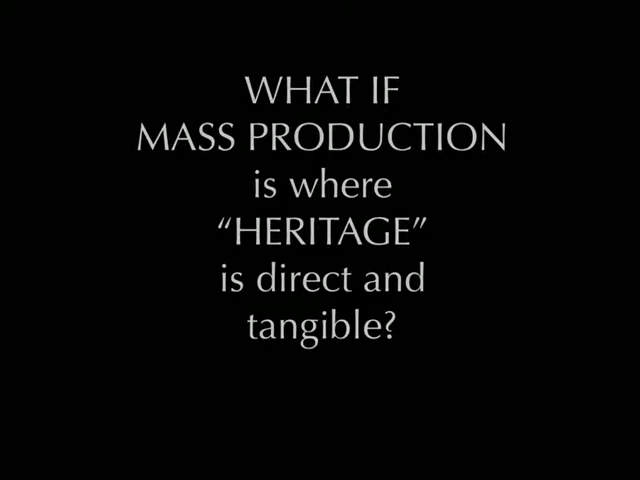 WHAT IF
MASS PRODUCTION
is where
“HERITAGE”
is direct and
tangible?